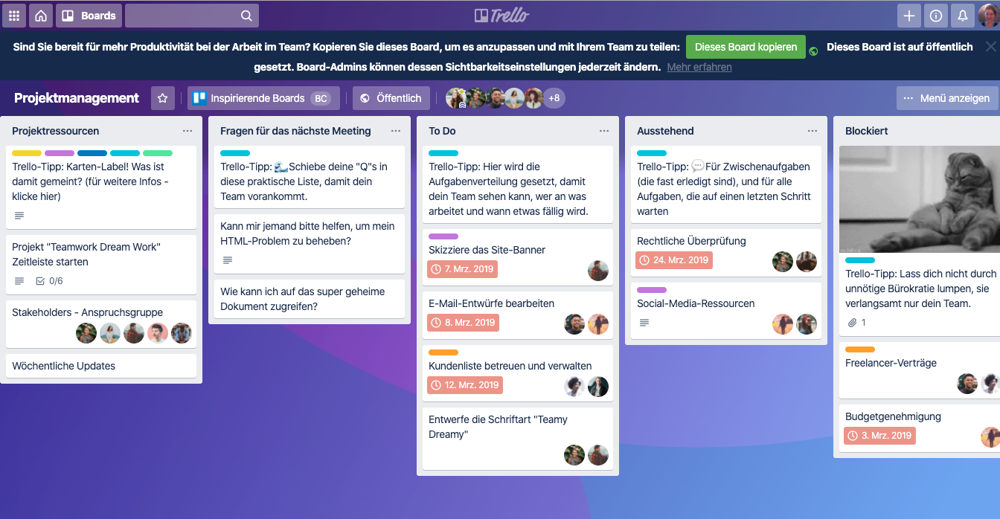 Boards
Trello
Sind Sie bereit für mehr Produktivität bei der Arbeit im Team? Kopieren Sie dieses Board, um es anzupassen und mit Ihrem Team zu teilen: Dieses Board kopieren Dieses Board ist auf öffentlich
gesetzt. Board-Admins können dessen Sichtbarkeitseinstellungen jederzeit ändern. Mehr erfahren
Projektmanagement Inspirierende Boards BC Öffentlich +8 ··· Menü anzeigen
Projektressourcen ···
Trello-Tipp: Karten-Label! Was ist
damit gemeint? (für weitere Infos -
klicke hier)
Projekt "Teamwork Dream Work"
Zeitleiste starten
0/6
Stakeholders - Anspruchsgruppe
Wöchentliche Updates
Fragen für das nächste Meeting ···
Trello-Tipp: 🌊Schiebe deine "Q"s in
diese praktische Liste, damit dein
Team vorankommt.
Kann mir jemand bitte helfen, um mein
HTML-Problem zu beheben?
Wie kann ich auf das super geheime
Dokument zugreifen?
To Do ···
Trello-Tipp: Hier wird die
Aufgabenverteilung gesetzt, damit
dein Team sehen kann, wer an was
arbeitet und wann etwas fällig wird.
Skizziere das Site-Banner
7. Mrz. 2019
E-Mail-Entwürfe bearbeiten
8. Mrz. 2019
Kundenliste betreuen und verwalten
12. Mrz. 2019
Entwerfe die Schriftart "Teamy
Dreamy"
Ausstehend ···
Trello-Tipp: 💬Für Zwischenaufgaben
(die fast erledigt sind), und für alle
Aufgaben, die auf einen letzten Schritt
warten
Rechtliche Überprüfung
24. Mrz. 2019
Social-Media-Ressourcen
Blockiert
Trello-Tipp: Lass dich nicht durch
unnötige Bürokratie lumpen, sie
verlangsamt nur dein Team.
1
Freelancer-Verträge
Budgetgenehmigung
3. Mrz. 2019